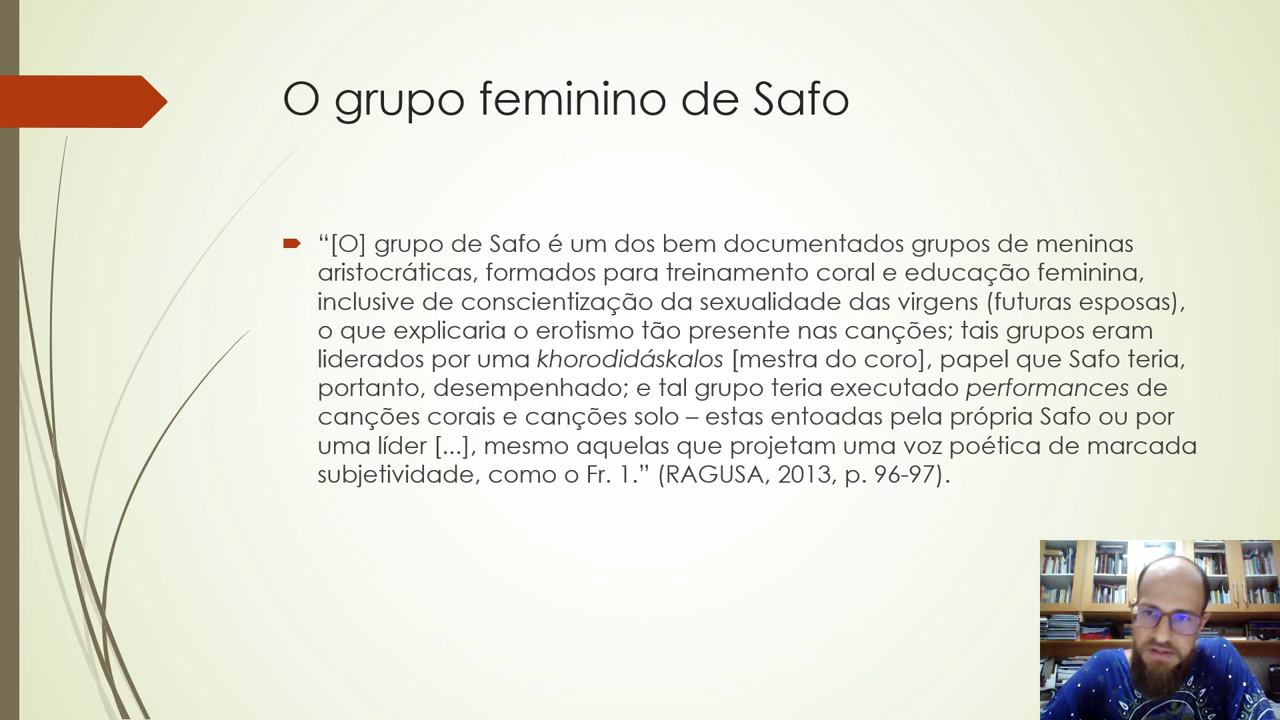 O grupo feminino de Safo
“[O] grupo de Safo é um dos bem documentados grupos de meninas
aristocráticas, formados para treinamento coral e educação feminina,
inclusive de conscientização da sexualidade das virgens (futuras esposas),
o que explicaria o erotismo tão presente nas canções; tais grupos eram
liderados por uma khorodidáskalos [mestra do coro], papel que Safo teria,
portanto, desempenhado; e tal grupo teria executado performances de
canções corais e canções solo – estas entoadas pela própria Safo ou por
uma líder [...], mesmo aquelas que projetam uma voz poética de marcada
subjetividade, como o Fr. 1.” (RAGUSA, 2013, p. 96-97).